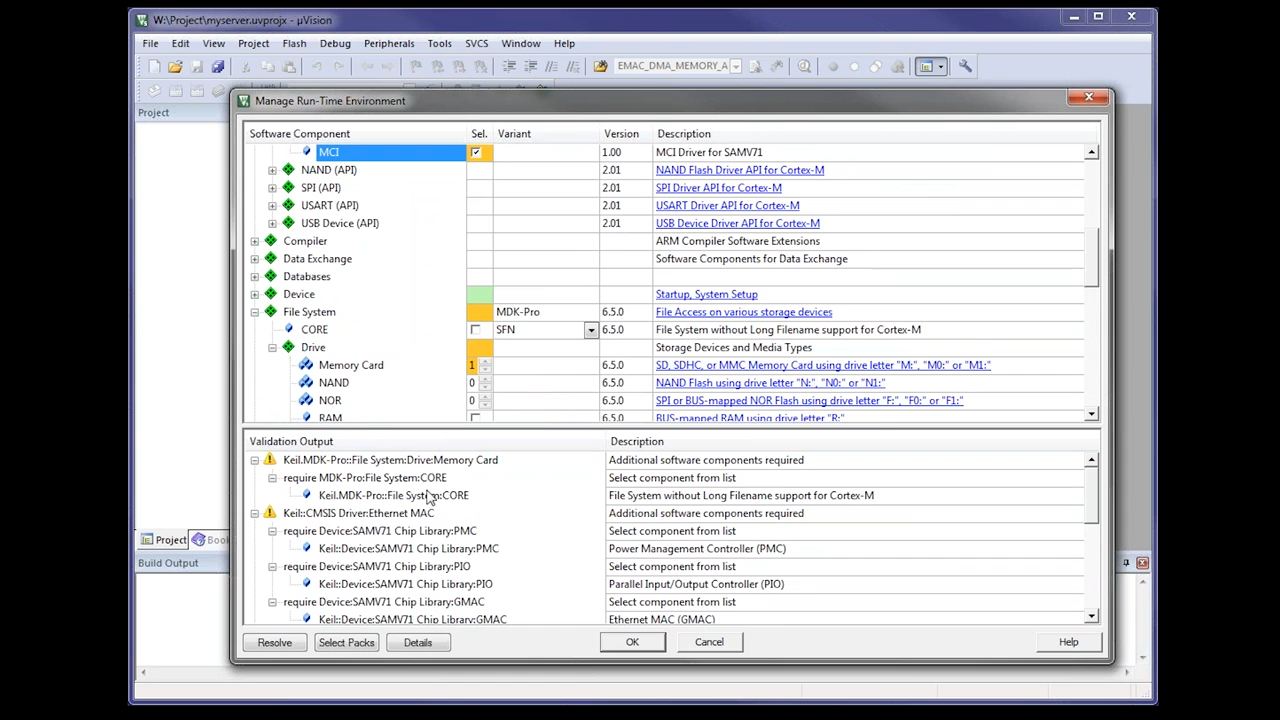 W:\Project\myserver.uvprojx - µVision
File Edit View Project Flash Debug Peripherals Tools SVCS Window Help
EMAC_DMA_MEMORY_A
Project
Manage Run-Time Environment
Software Component Sel. Variant Version Description
MCI 1.00 MCI Driver for SAMV71
NAND (API) 2.01 NAND Flash Driver API for Cortex-M
SPI (API) 2.01 SPI Driver API for Cortex-M
USART (API) 2.01 USART Driver API for Cortex-M
USB Device (API) 2.01 USB Device Driver API for Cortex-M
Compiler ARM Compiler Software Extensions
Data Exchange Software Components for Data Exchange
Databases
Device Startup, System Setup
File System MDK-Pro 6.5.0 File Access on various storage devices
CORE SFN 6.5.0 File System without Long Filename support for Cortex-M
Drive Storage Devices and Media Types
Memory Card 1 6.5.0 SD, SDHC, or MMC Memory Card using drive letter "M:", "M0:" or "M1:"
NAND 0 6.5.0 NAND Flash using drive letter "N:", "N0:" or "N1:"
NOR 0 6.5.0 SPI or BUS-mapped NOR Flash using drive letter "F:", "F0:" or "F1:"
RAM 6.5.0 BUS-mapped RAM using drive letter "R:"
Validation Output Description
Keil.MDK-Pro::File System:Drive:Memory Card Additional software components required
require MDK-Pro:File System:CORE Select component from list
Keil.MDK-Pro::File System:CORE File System without Long Filename support for Cortex-M
Keil::CMSIS Driver:Ethernet MAC Additional software components required
require Device:SAMV71 Chip Library:PMC Select component from list
Keil::Device:SAMV71 Chip Library:PMC Power Management Controller (PMC)
require Device:SAMV71 Chip Library:PIO Select component from list
Keil::Device:SAMV71 Chip Library:PIO Parallel Input/Output Controller (PIO)
require Device:SAMV71 Chip Library:GMAC Select component from list
Keil::Device:SAMV71 Chip Library:GMAC Ethernet MAC (GMAC)
Project Boo
Build Output
Resolve Select Packs Details OK Cancel Help